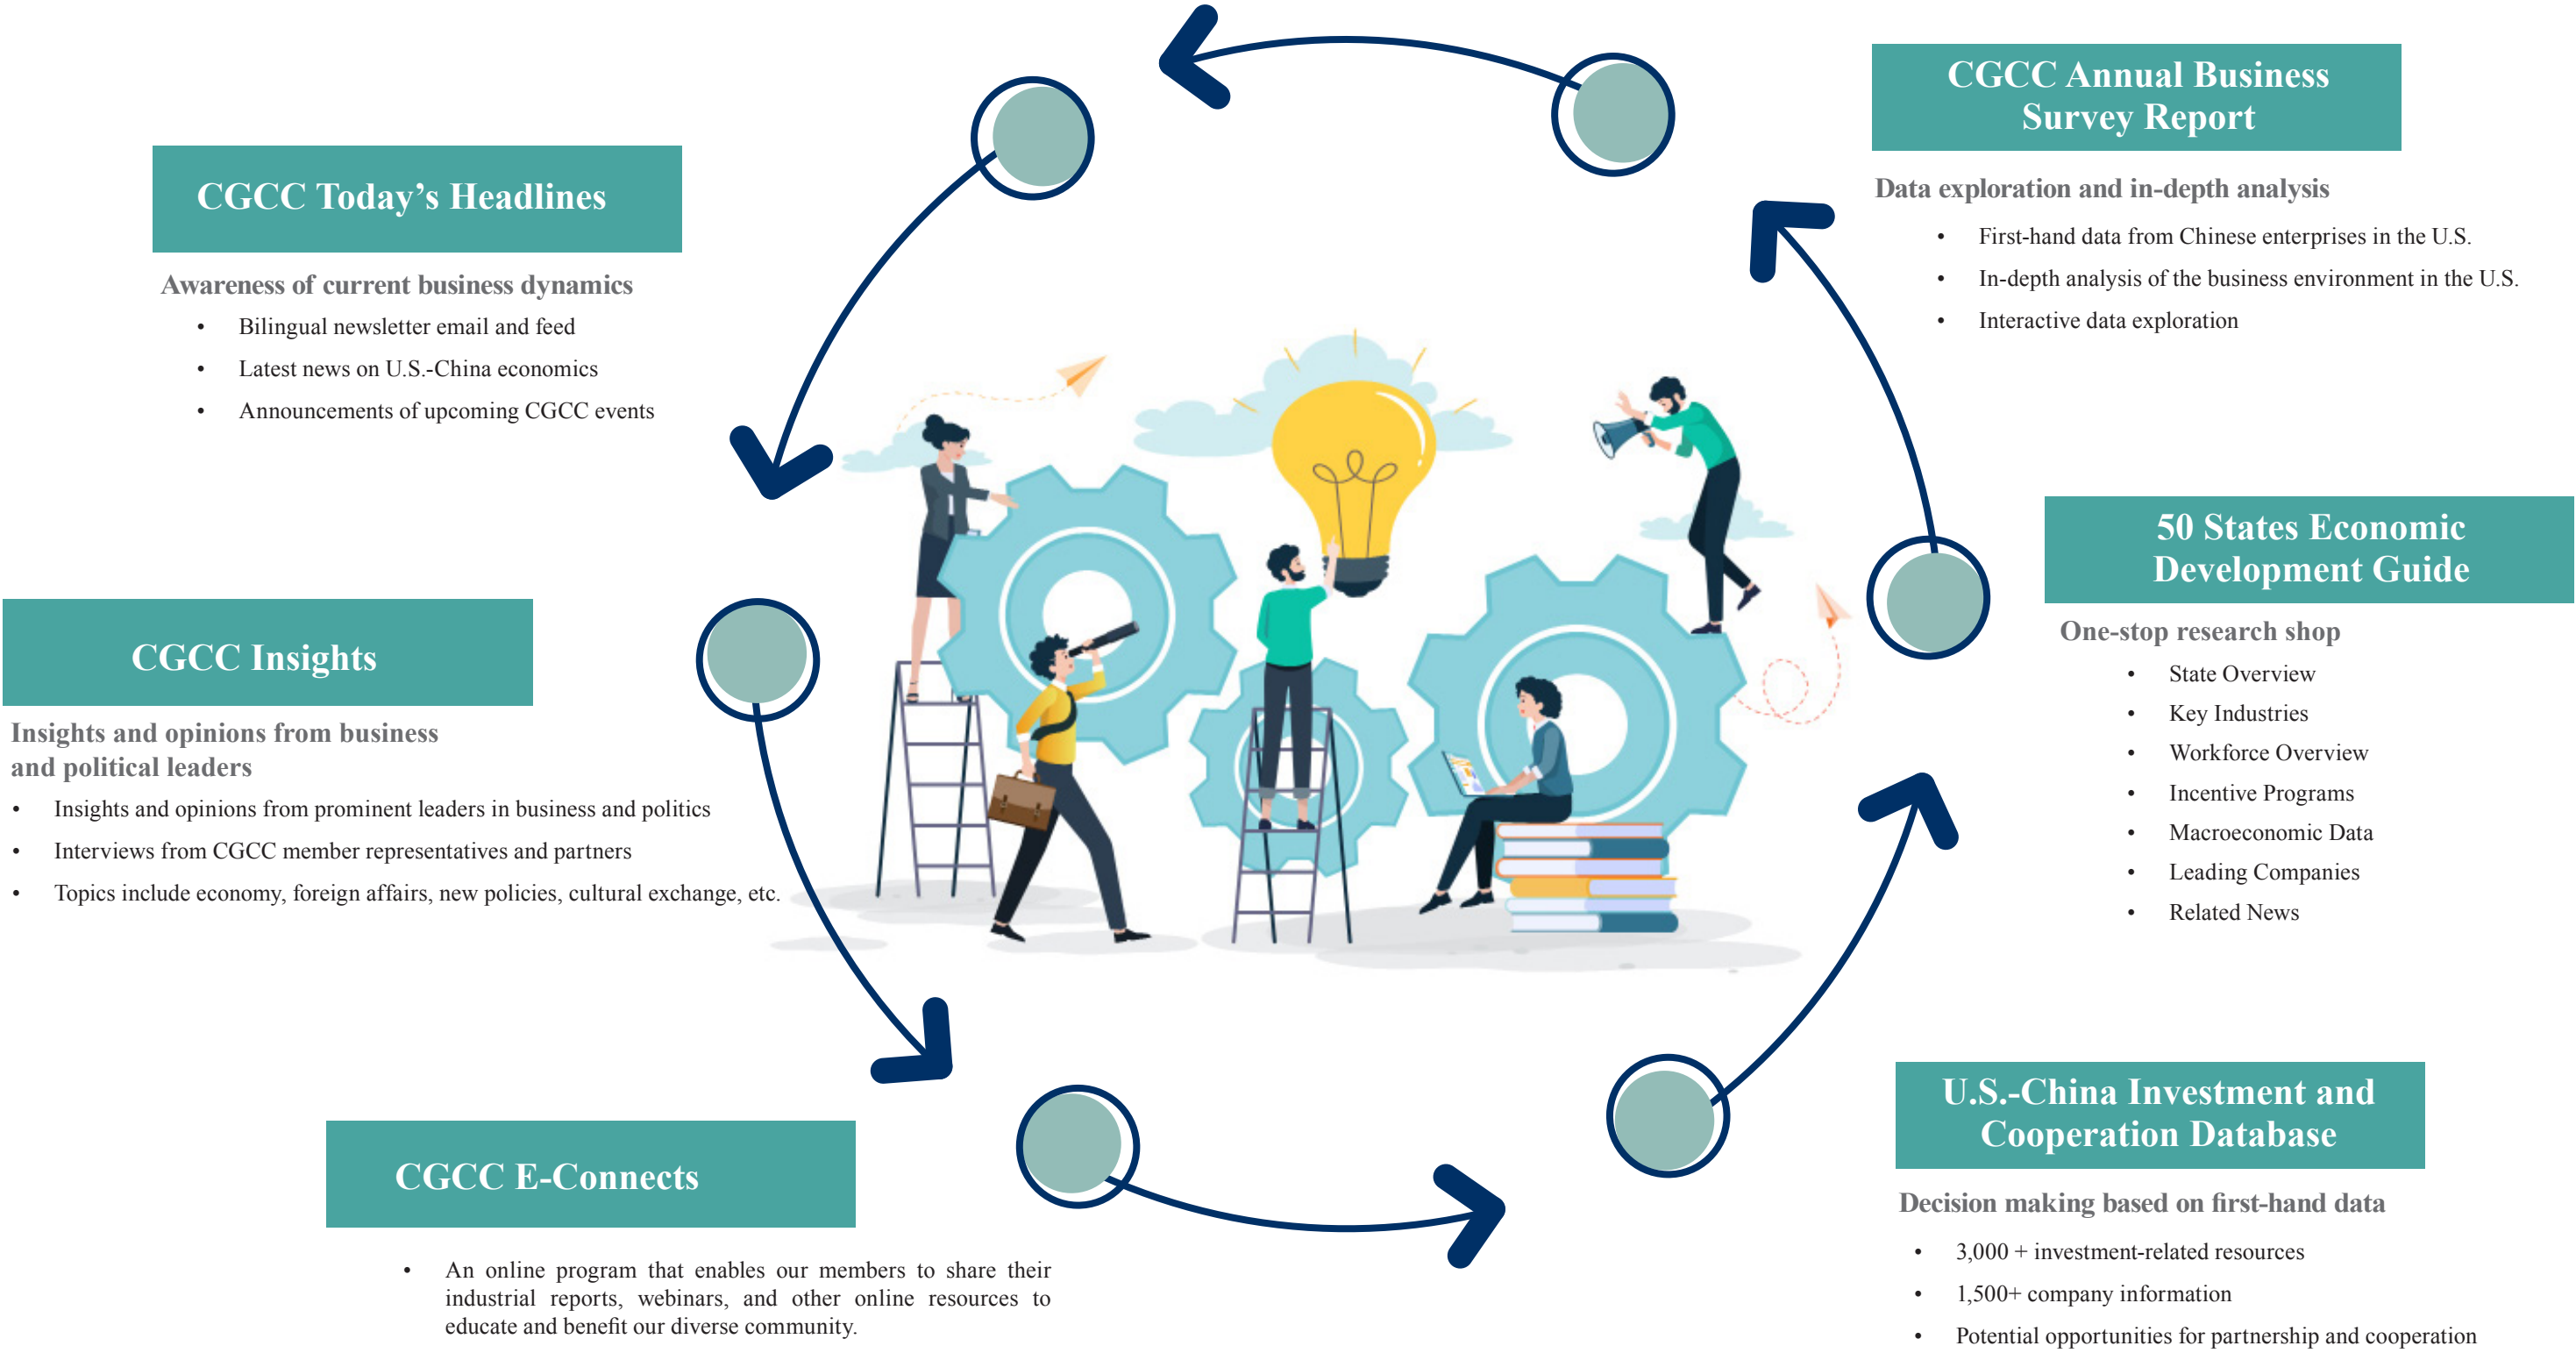 CGCC Today’s Headlines
Awareness of current business dynamics
• Bilingual newsletter email and feed
• Latest news on U.S.-China economics
• Announcements of upcoming CGCC events
CGCC Insights
Insights and opinions from business
and political leaders
• Insights and opinions from prominent leaders in business and politics
• Interviews from CGCC member representatives and partners
• Topics include economy, foreign affairs, new policies, cultural exchange, etc.
CGCC E-Connects
• An online program that enables our members to share their
industrial reports, webinars, and other online resources to
educate and benefit our diverse community.
CGCC Annual Business
Survey Report
Data exploration and in-depth analysis
• First-hand data from Chinese enterprises in the U.S.
• In-depth analysis of the business environment in the U.S.
• Interactive data exploration
50 States Economic
Development Guide
One-stop research shop
• State Overview
• Key Industries
• Workforce Overview
• Incentive Programs
• Macroeconomic Data
• Leading Companies
• Related News
U.S.-China Investment and
Cooperation Database
Decision making based on first-hand data
• 3,000 + investment-related resources
• 1,500+ company information
• Potential opportunities for partnership and cooperation